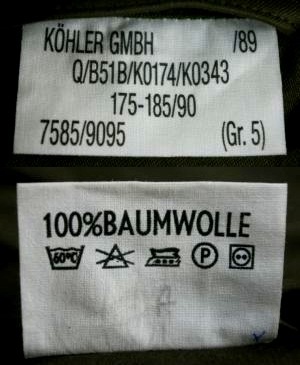 KÖHLER GMBH /89
Q/B51B/K0174/K0343
175-185/90
7585/9095 (Gr. 5)
100%BAUMWOLLE
60°C P